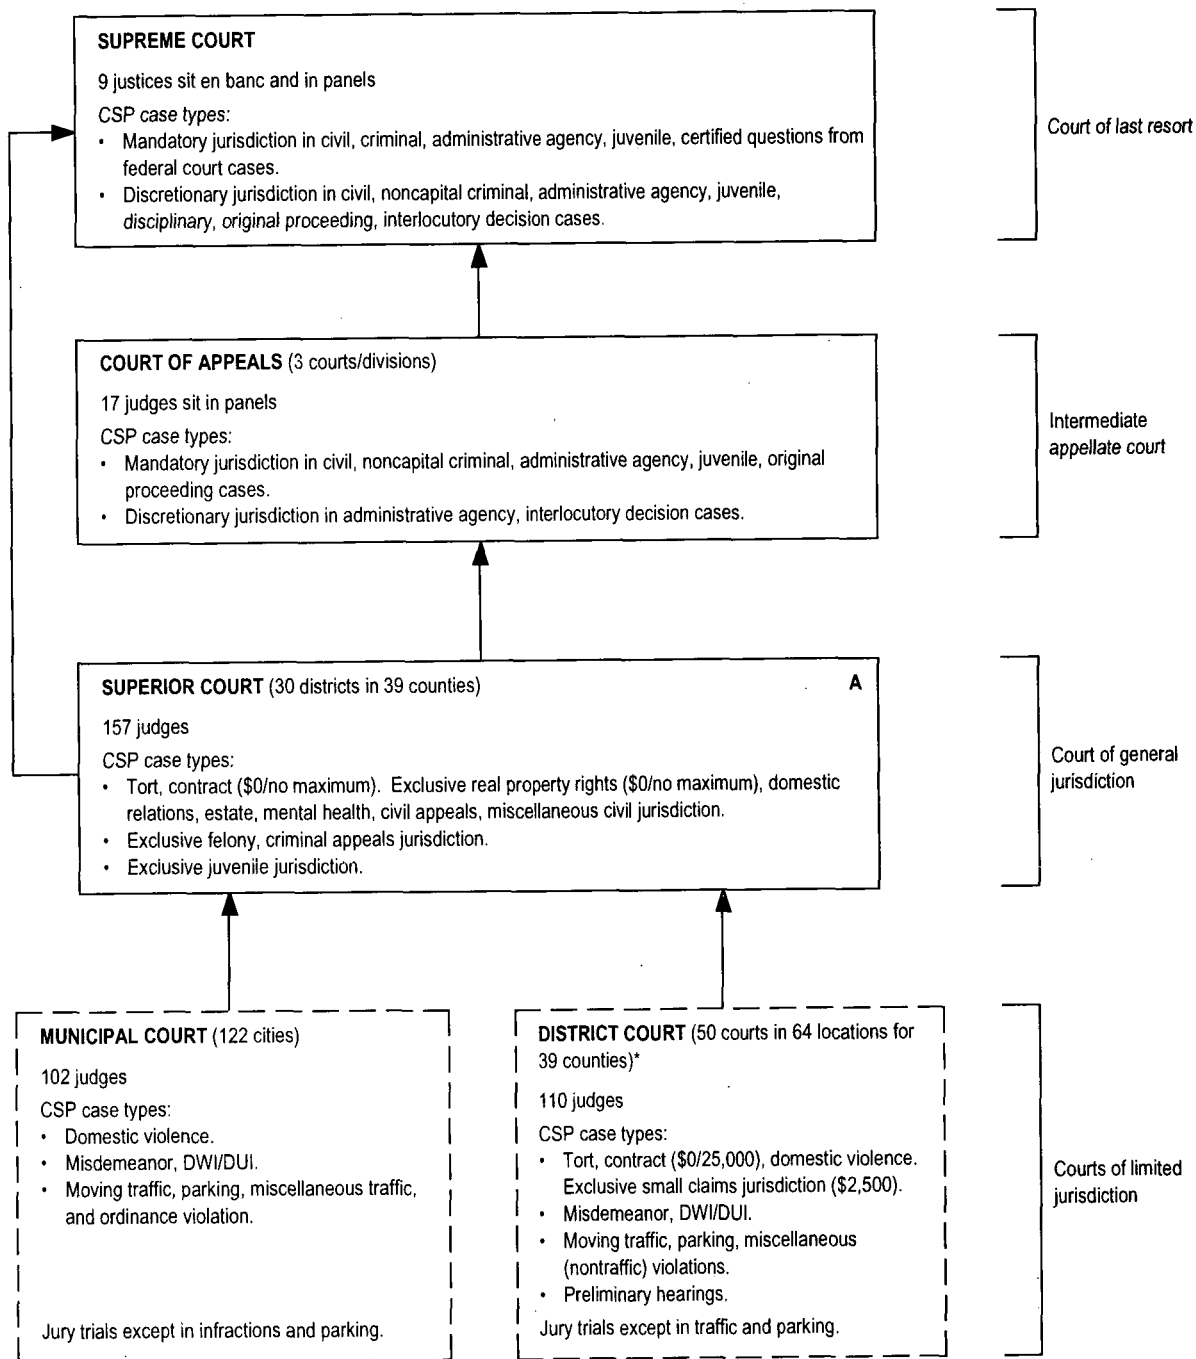 SUPREME COURT
9 justices sit en banc and in panels
CSP case types:
• Mandatory jurisdiction in civil, criminal, administrative agency, juvenile, certified questions from
federal court cases.
• Discretionary jurisdiction in civil, noncapital criminal, administrative agency, juvenile,
disciplinary, original proceeding, interlocutory decision cases.
Court of last resort
COURT OF APPEALS (3 courts/divisions)
17 judges sit in panels
CSP case types:
• Mandatory jurisdiction in civil, noncapital criminal, administrative agency, juvenile, original
proceeding cases.
• Discretionary jurisdiction in administrative agency, interlocutory decision cases.
Intermediate
appellate court
SUPERIOR COURT (30 districts in 39 counties) A
157 judges
CSP case types:
• Tort, contract ($0/no maximum). Exclusive real property rights ($0/no maximum), domestic
relations, estate, mental health, civil appeals, miscellaneous civil jurisdiction.
• Exclusive felony, criminal appeals jurisdiction.
• Exclusive juvenile jurisdiction.
Court of general
jurisdiction
MUNICIPAL COURT (122 cities)
102 judges
CSP case types:
• Domestic violence.
• Misdemeanor, DWI/DUI.
• Moving traffic, parking, miscellaneous traffic,
and ordinance violation.
Jury trials except in infractions and parking.
DISTRICT COURT (50 courts in 64 locations for
39 counties)*
110 judges
CSP case types:
• Tort, contract ($0/25,000), domestic violence.
Exclusive small claims jurisdiction ($2,500).
• Misdemeanor, DWI/DUI.
• Moving traffic, parking, miscellaneous
(nontraffic) violations.
• Preliminary hearings.
Jury trials except in traffic and parking.
Courts of limited
jurisdiction